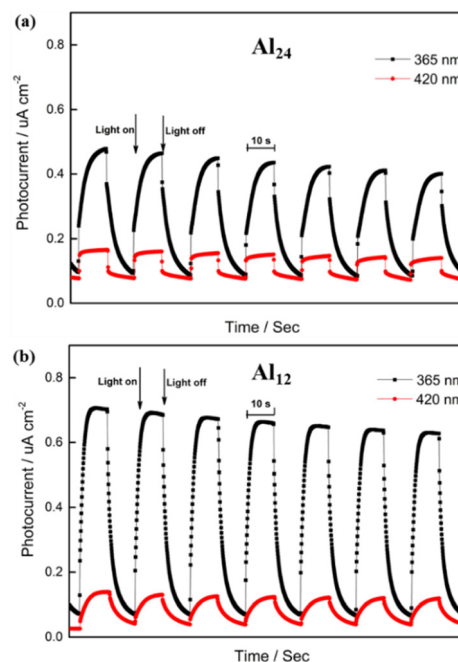 (a)
Al24
365 nm
420 nm
Light on
Light off
10 s
Photocurrent / uA cm-2
0.8
0.6
0.4
0.2
0.0
Time / Sec
(b)
Al12
365 nm
420 nm
Light on
Light off
10 s
Photocurrent / uA cm-2
0.8
0.6
0.4
0.2
0.0
Time / Sec